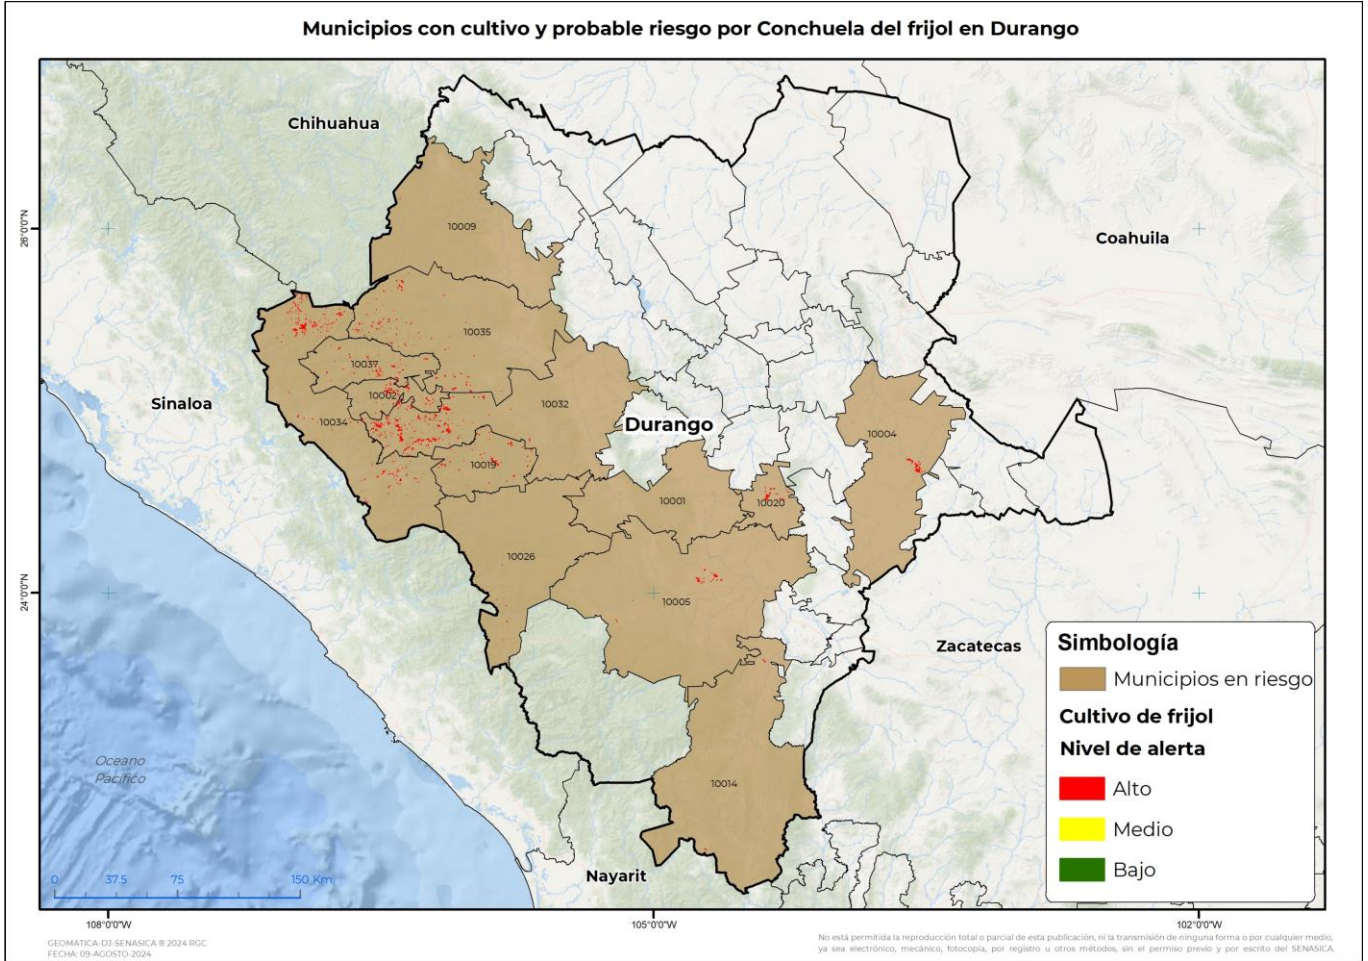 Municipios con cultivo y probable riesgo por Conchuela del frijol en Durango
Chihuahua
Coahuila
Sinaloa
Durango
Zacatecas
Nayarit
Oceano
Pacífico
10009
10035
10037
10002
10034
10032
10019
10004
10001
10020
10026
10005
10014
26°0'0"N
24°0'0"N
Simbología
Municipios en riesgo
Cultivo de frijol
Nivel de alerta
Alto
Medio
Bajo
0 37.5 75 150 Km
108°0'0"W 105°0'0"W 102°0'0"W
GEOMATICA-DJ-SENASICA ® 2024 RGC
FECHA: 09-AGOSTO-2024
No está permitida la reproducción total o parcial de esta publicación, ni la transmisión de ninguna forma o por cualquier medio,
ya sea electrónico, mecánico, fotocopia, por registro u otros métodos, sin el permiso previo y por escrito del SENASICA.